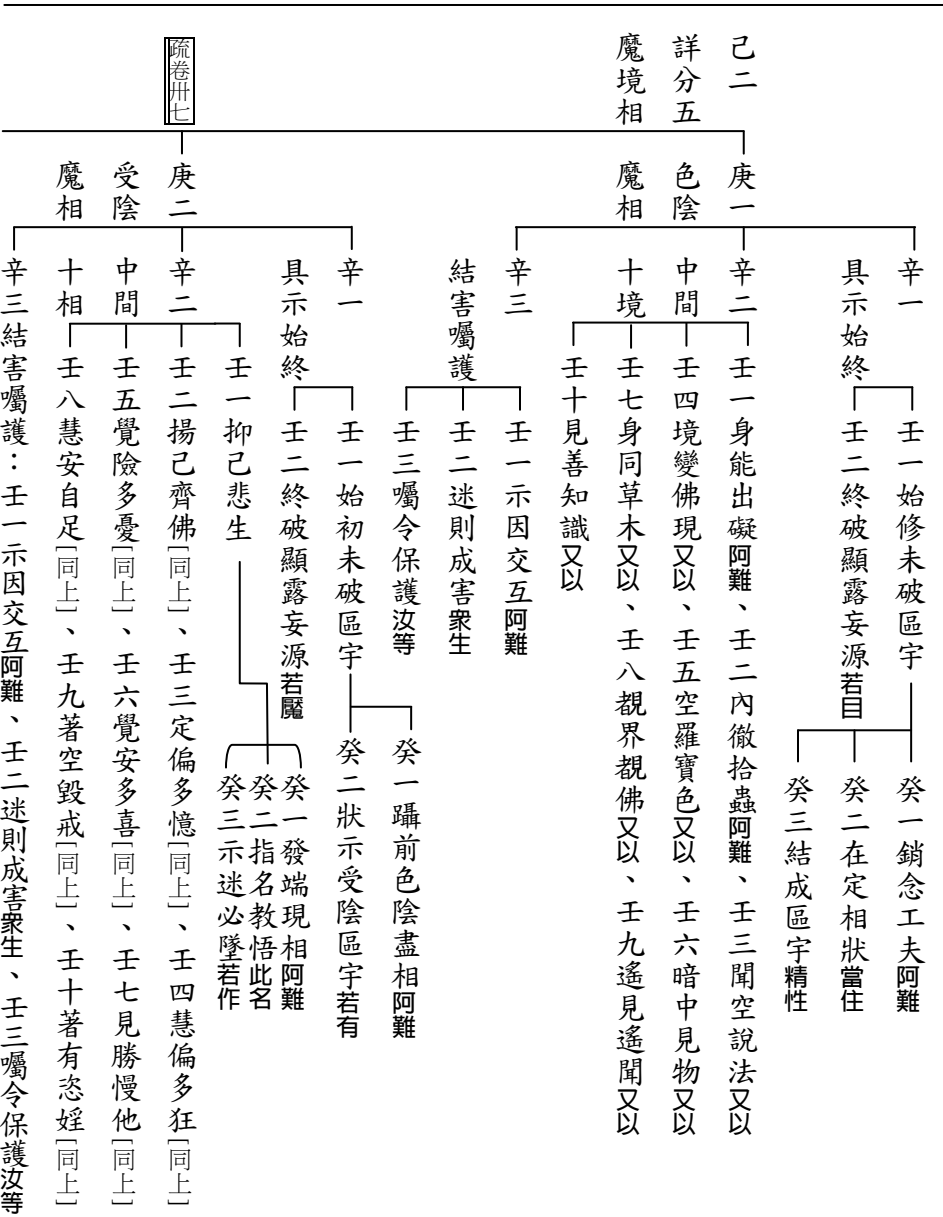 己二
詳分五
魔境相
庚一
色陰
魔相
辛一
具示始終
壬一始修未破區宇
癸一銷念工夫阿難
癸二在定相狀當住
癸三結成區宇精性
壬二終破顯露妄源若目
辛二
中間
十境
壬一身能出礙阿難、壬二內徹拾蟲阿難、壬三聞空說法又以
壬四境變佛現又以、壬五空羅寶色又以、壬六暗中見物又以
壬七身同草木又以、壬八覩界覩佛又以、壬九遙見遙聞又以
壬十見善知識又以
辛三
結害囑護
壬一示因交互阿難
壬二迷則成害衆生
壬三囑令保護汝等
疏卷卅七
庚二
受陰
魔相
辛一
具示始終
壬一始初未破區宇
癸一躡前色陰盡相阿難
癸二狀示受陰區宇若有
壬二終破顯露妄源若魘
辛二
中間
十相
壬一抑己悲生
癸一發端現相阿難
癸二指名教悟此名
癸三示迷必墜若作
壬二揚己齊佛[同上]、壬三定偏多憶[同上]、壬四慧偏多狂[同上]
壬五覺險多憂[同上]、壬六覺安多喜[同上]、壬七見勝慢他[同上]
壬八慧安自足[同上]、壬九著空毀戒[同上]、壬十著有恣婬[同上]
辛三結害囑護：壬一示因交互阿難、壬二迷則成害衆生、壬三囑令保護汝等